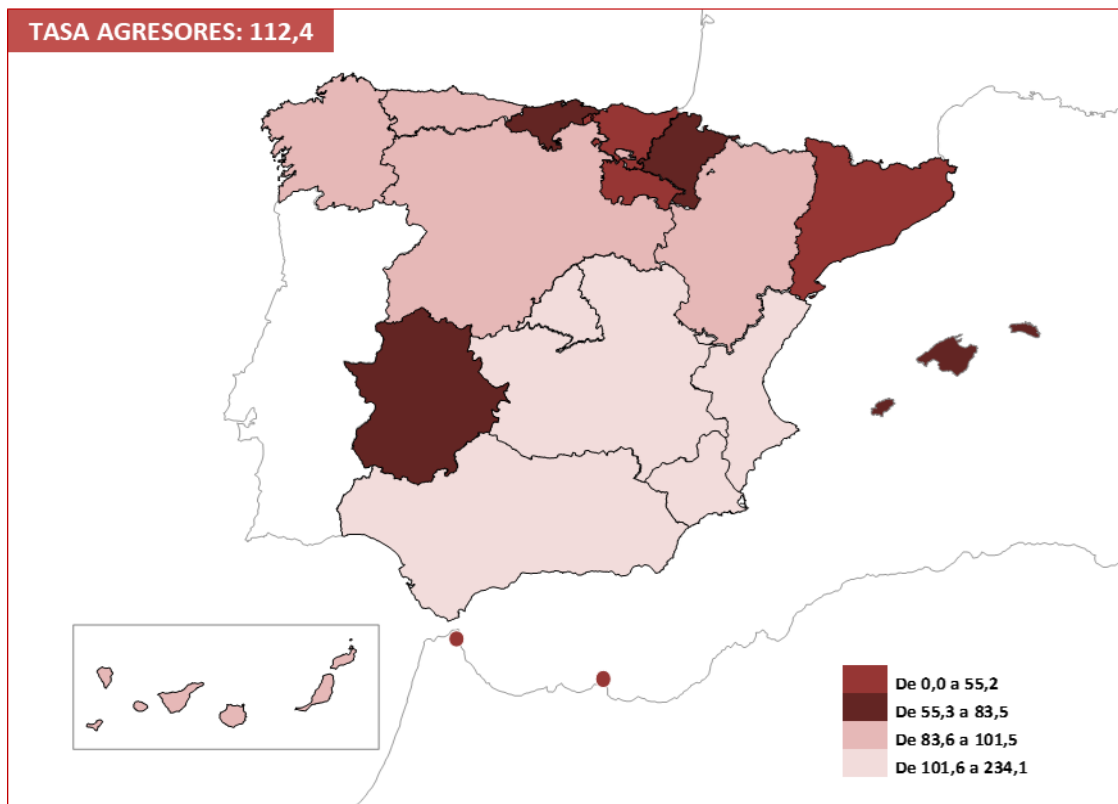 TASA AGRESORES: 112,4
De 0,0 a 55,2
De 55,3 a 83,5
De 83,6 a 101,5
De 101,6 a 234,1